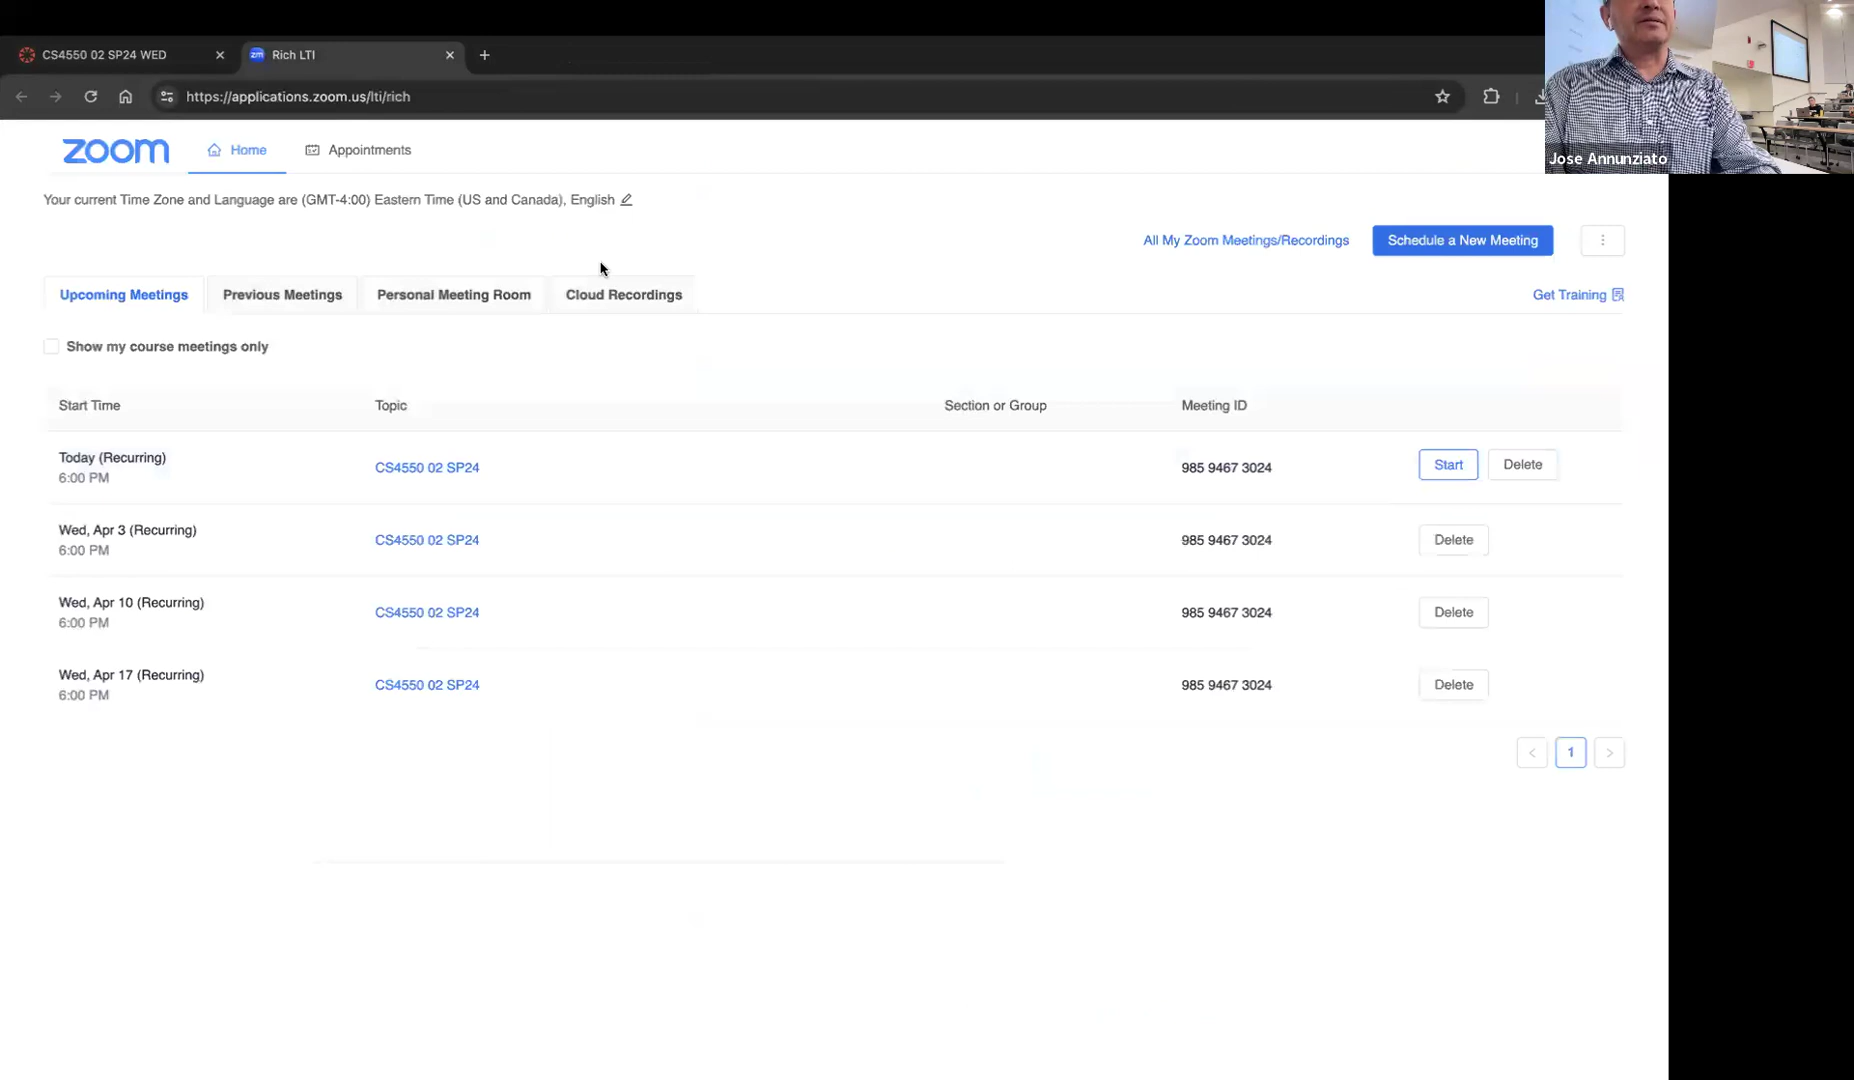 CS4550 02 SP24 WED
Rich LTI
https://applications.zoom.us/lti/rich
Jose Annunziato
zoom
Home
Appointments
Your current Time Zone and Language are (GMT-4:00) Eastern Time (US and Canada), English
All My Zoom Meetings/Recordings
Schedule a New Meeting
Upcoming Meetings
Previous Meetings
Personal Meeting Room
Cloud Recordings
Get Training
Show my course meetings only
Start Time
Topic
Section or Group
Meeting ID
Today (Recurring)
6:00 PM
CS4550 02 SP24
985 9467 3024
Start
Delete
Wed, Apr 3 (Recurring)
6:00 PM
CS4550 02 SP24
985 9467 3024
Delete
Wed, Apr 10 (Recurring)
6:00 PM
CS4550 02 SP24
985 9467 3024
Delete
Wed, Apr 17 (Recurring)
6:00 PM
CS4550 02 SP24
985 9467 3024
Delete
1